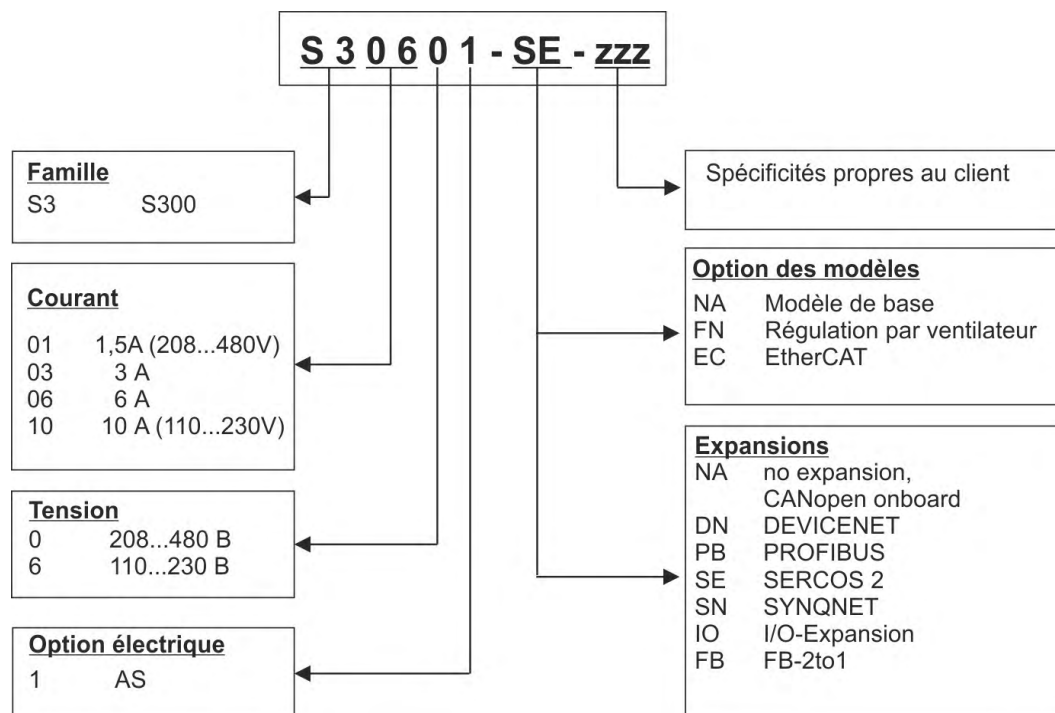 S 3 0 6 0 1 - SE - zzz
Famille
S3 S300
Courant
01 1,5A (208...480V)
03 3 A
06 6 A
10 10 A (110...230V)
Tension
0 208...480 B
6 110...230 B
Option électrique
1 AS
Spécificités propres au client
Option des modèles
NA Modèle de base
FN Régulation par ventilateur
EC EtherCAT
Expansions
NA no expansion,
CANopen onboard
DN DEVICENET
PB PROFIBUS
SE SERCOS 2
SN SYNQNET
IO I/O-Expansion
FB FB-2to1